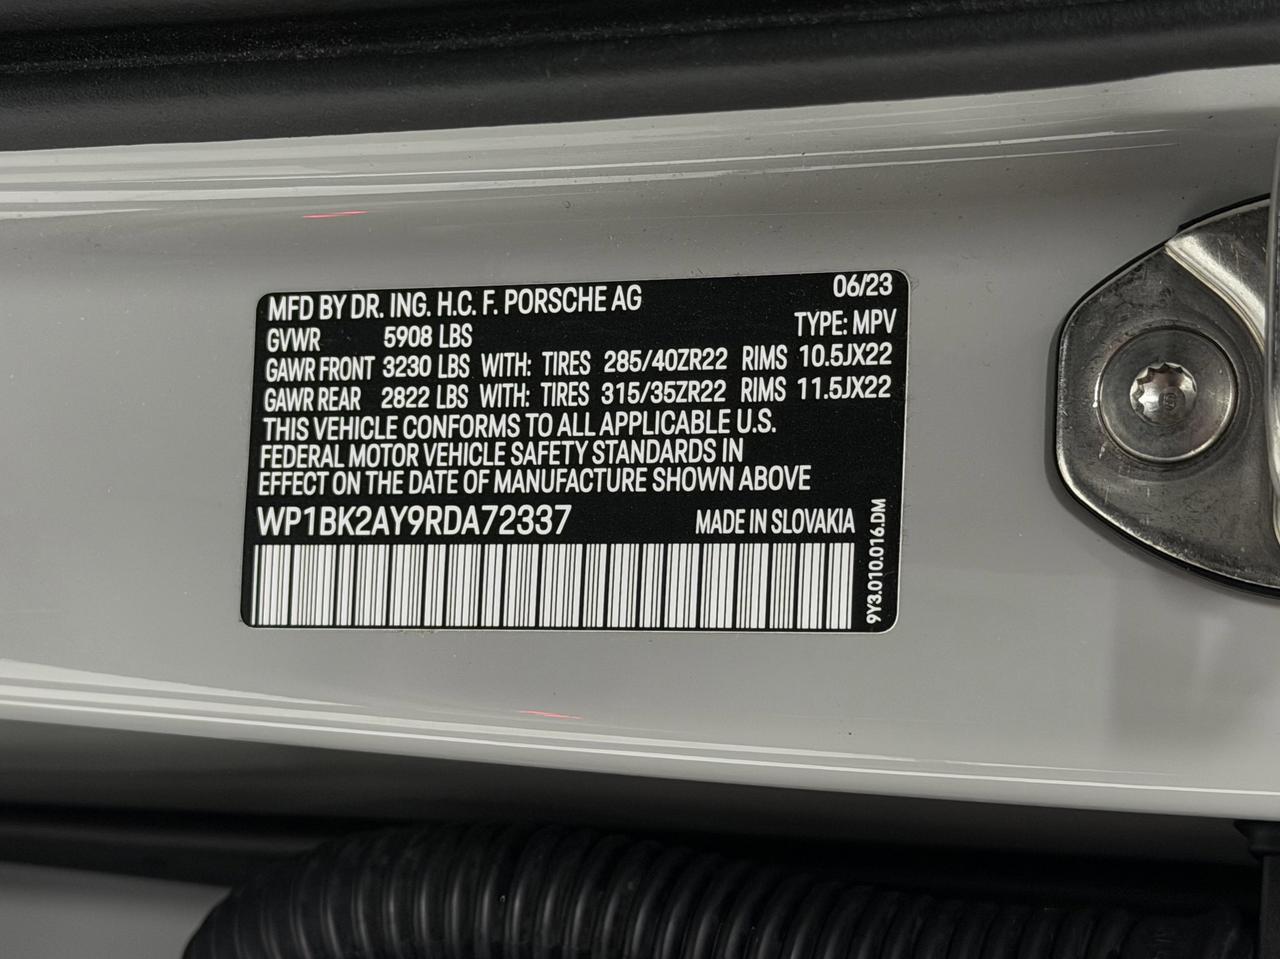 MFD BY DR. ING. H.C. F. PORSCHE AG 06/23
GVWR 5908 LBS TYPE: MPV
GAWR FRONT 3230 LBS WITH: TIRES 285/40ZR22 RIMS 10.5JX22
GAWR REAR 2822 LBS WITH: TIRES 315/35ZR22 RIMS 11.5JX22
THIS VEHICLE CONFORMS TO ALL APPLICABLE U.S.
FEDERAL MOTOR VEHICLE SAFETY STANDARDS IN
EFFECT ON THE DATE OF MANUFACTURE SHOWN ABOVE
WP1BK2AY9RDA72337 MADE IN SLOVAKIA
9Y3.010.016.DM